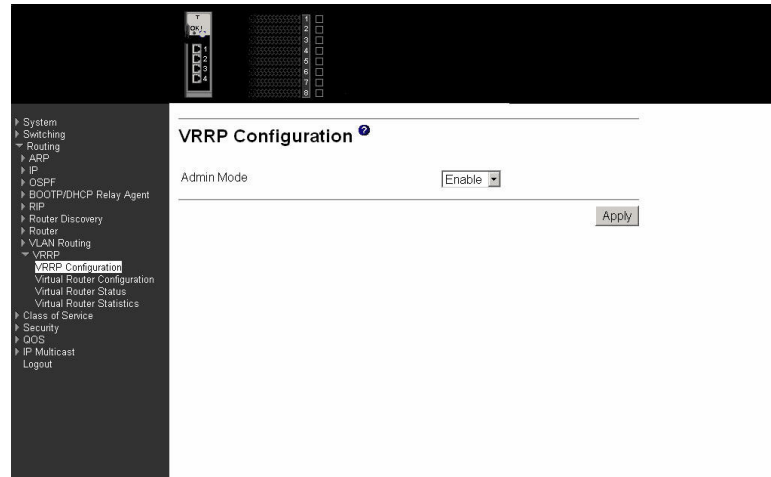 T
OK!
1
2
3
4
1
2
3
4
5
6
7
8
System
Switching
Routing
ARP
IP
OSPF
BOOTP/DHCP Relay Agent
RIP
Router Discovery
Router
VLAN Routing
VRRP
VRRP Configuration
Virtual Router Configuration
Virtual Router Status
Virtual Router Statistics
Class of Service
Security
QOS
IP Multicast
Logout
VRRP Configuration ?
Admin Mode
Enable
Apply